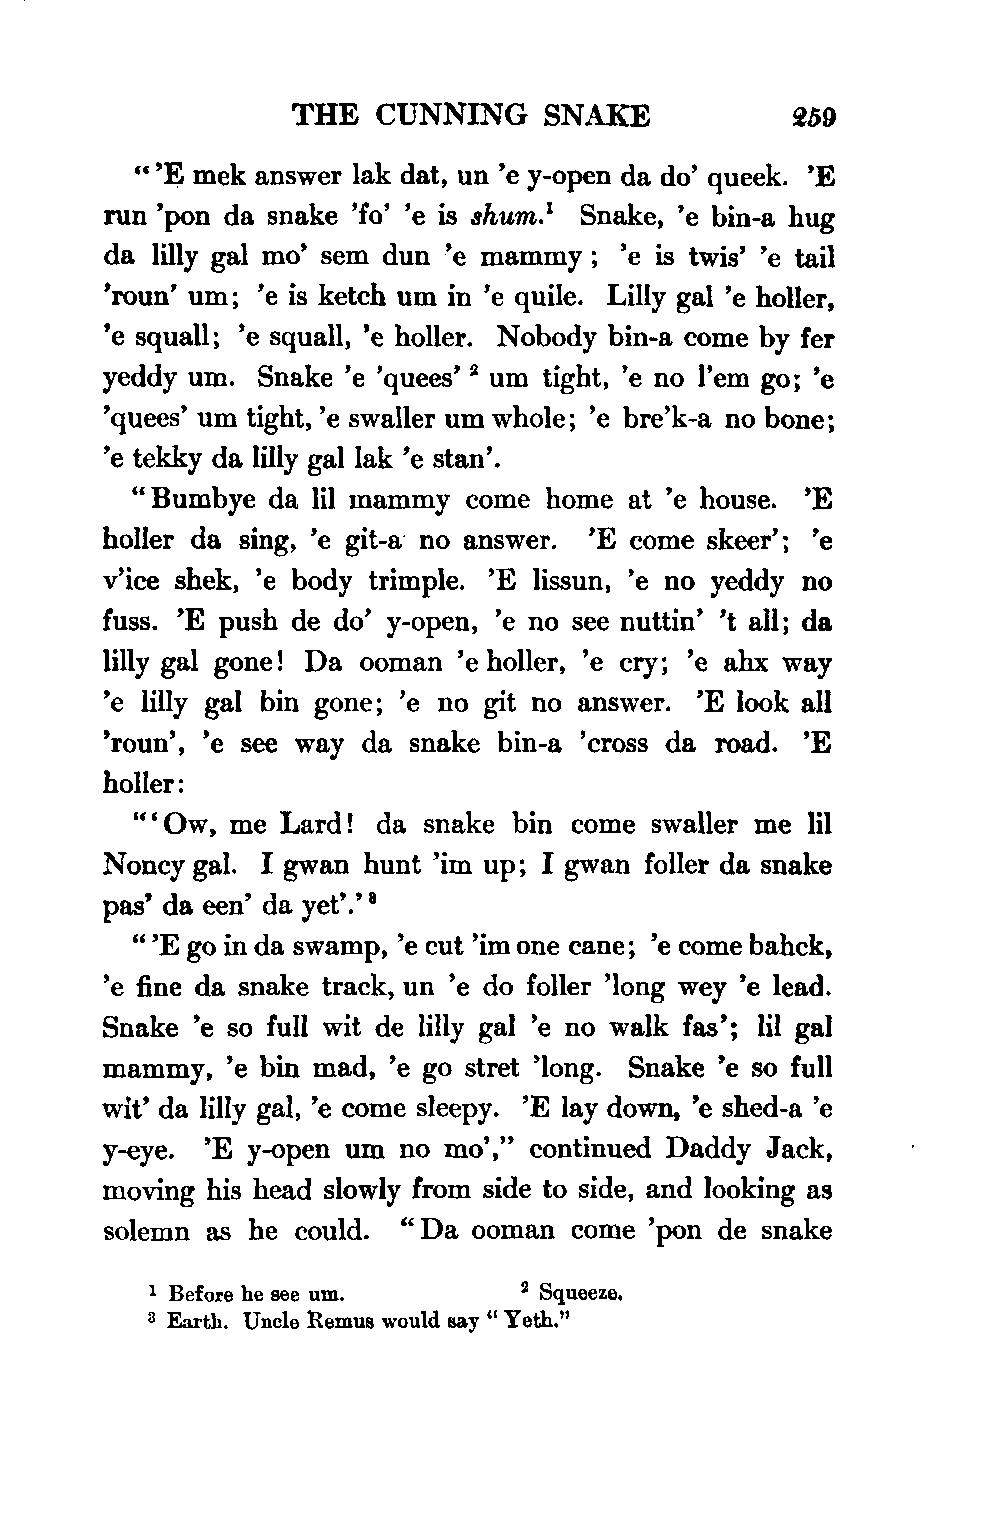 THE CUNNING SNAKE 259
“’E mek answer lak dat, un ’e y-open da do’ queek. ’E
run ’pon da snake ’fo’ ’e is shum.¹ Snake, ’e bin-a hug
da lilly gal mo’ sem dun ’e mammy; ’e is twis’ ’e tail
’roun’ um; ’e is ketch um in ’e quile. Lilly gal ’e holler,
’e squall; ’e squall, ’e holler. Nobody bin-a come by fer
yeddy um. Snake ’e ’quees’ ² um tight, ’e no l’em go; ’e
’quees’ um tight, ’e swaller um whole; ’e bre’k-a no bone;
’e tekky da lilly gal lak ’e stan’.
“Bumbye da lil mammy come home at ’e house. ’E
holler da sing, ’e git-a no answer. ’E come skeer’; ’e
v’ice shek, ’e body trimple. ’E lissun, ’e no yeddy no
fuss. ’E push de do’ y-open, ’e no see nuttin’ ’t all; da
lilly gal gone! Da ooman ’e holler, ’e cry; ’e ahx way
’e lilly gal bin gone; ’e no git no answer. ’E look all
’roun’, ’e see way da snake bin-a ’cross da road. ’E
holler:
“‘Ow, me Lard! da snake bin come swaller me lil
Noncy gal. I gwan hunt ’im up; I gwan foller da snake
pas’ da een’ da yet’.’ ³
“’E go in da swamp, ’e cut ’im one cane; ’e come bahck,
’e fine da snake track, un ’e do foller ’long wey ’e lead.
Snake ’e so full wit de lilly gal ’e no walk fas’; lil gal
mammy, ’e bin mad, ’e go stret ’long. Snake ’e so full
wit’ da lilly gal, ’e come sleepy. ’E lay down, ’e shed-a ’e
y-eye. ’E y-open um no mo’,” continued Daddy Jack,
moving his head slowly from side to side, and looking as
solemn as he could. “Da ooman come ’pon de snake
¹ Before he see um. ² Squeeze.
³ Earth. Uncle Remus would say “Yeth.”